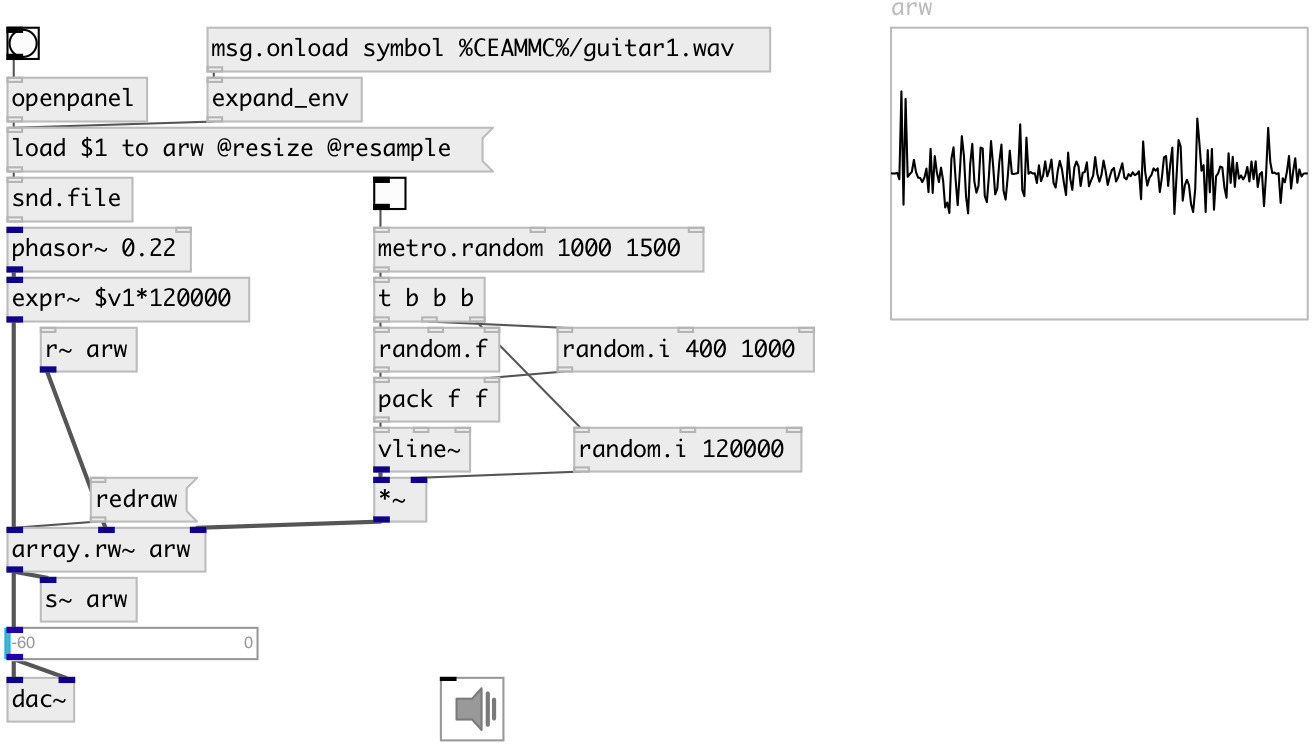 arw
msg.onload symbol %CEAMMC%/guitar1.wav
openpanel
expand_env
load $1 to arw @resize @resample
snd.file
phasor~ 0.22
metro.random 1000 1500
expr~ $v1*120000
t b b b
r~ arw
random.f
random.i 400 1000
pack f f
vline~
random.i 120000
redraw
*~
array.rw~ arw
s~ arw
-60 0
dac~